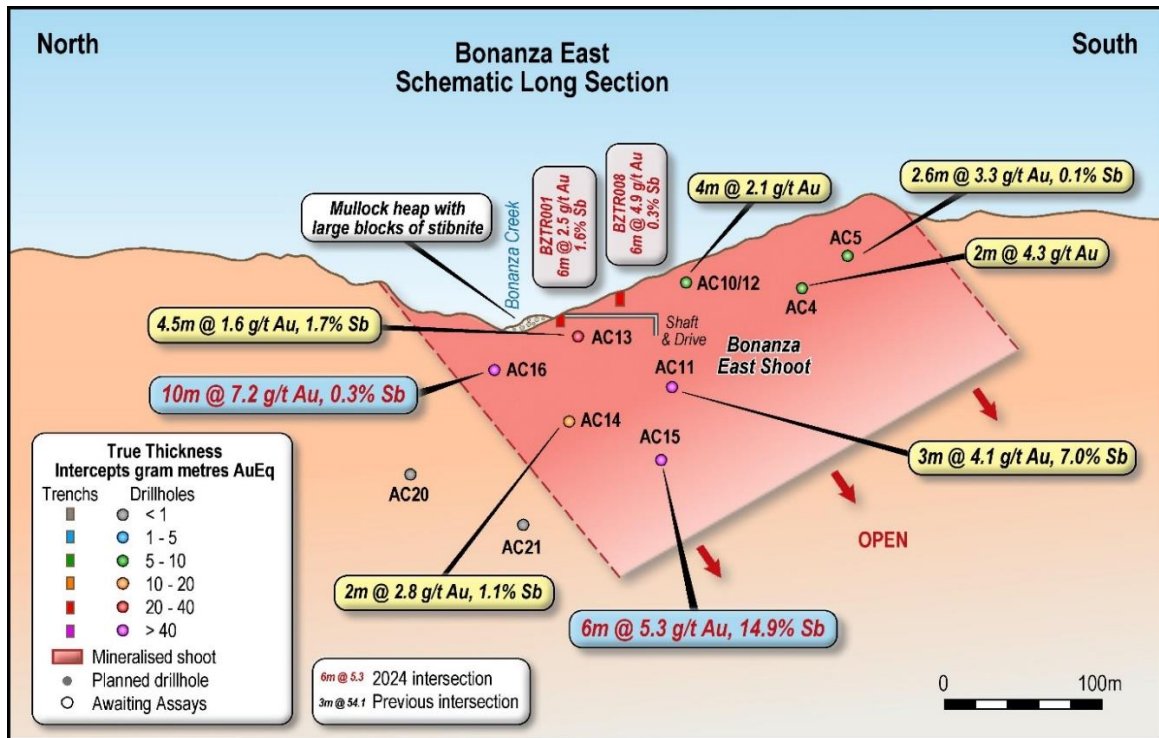 North
Bonanza East
Schematic Long Section
South
Mullock heap with
large blocks of stibnite
Bonanza Creek
BZTR001
6m @ 2.5 g/t Au
1.6% Sb
BZTR008
6m @ 4.9 g/t Au
0.3% Sb
4m @ 2.1 g/t Au
2.6m @ 3.3 g/t Au, 0.1% Sb
2m @ 4.3 g/t Au
AC5
AC10/12
AC4
4.5m @ 1.6 g/t Au, 1.7% Sb
AC13
Shaft
& Drive
Bonanza
East Shoot
AC16
AC11
10m @ 7.2 g/t Au, 0.3% Sb
AC14
AC15
3m @ 4.1 g/t Au, 7.0% Sb
AC20
AC21
OPEN
2m @ 2.8 g/t Au, 1.1% Sb
6m @ 5.3 g/t Au, 14.9% Sb
True Thickness
Intercepts gram metres AuEq
Trenchs Drillholes
< 1
1 - 5
5 - 10
10 - 20
20 - 40
> 40
Mineralised shoot
Planned drillhole
Awaiting Assays
6m @ 5.3 2024 intersection
3m @ 54.1 Previous intersection
0 100m